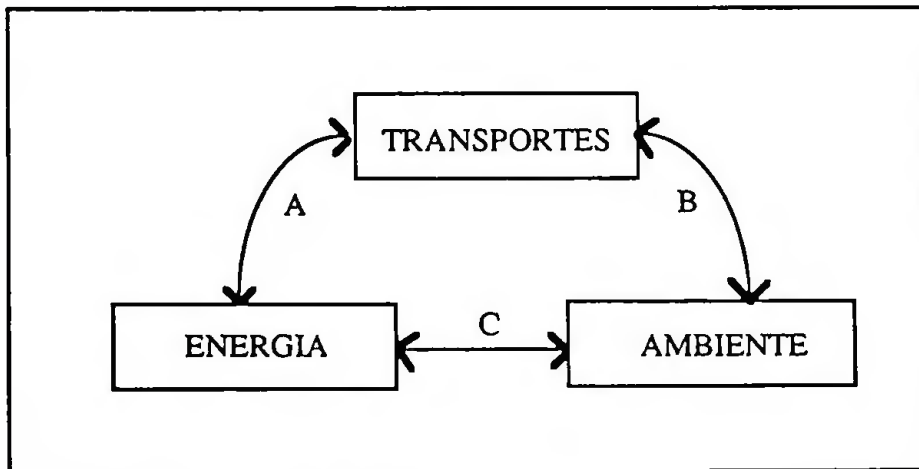 TRANSPORTES
A
B
ENERGIA
C
AMBIENTE